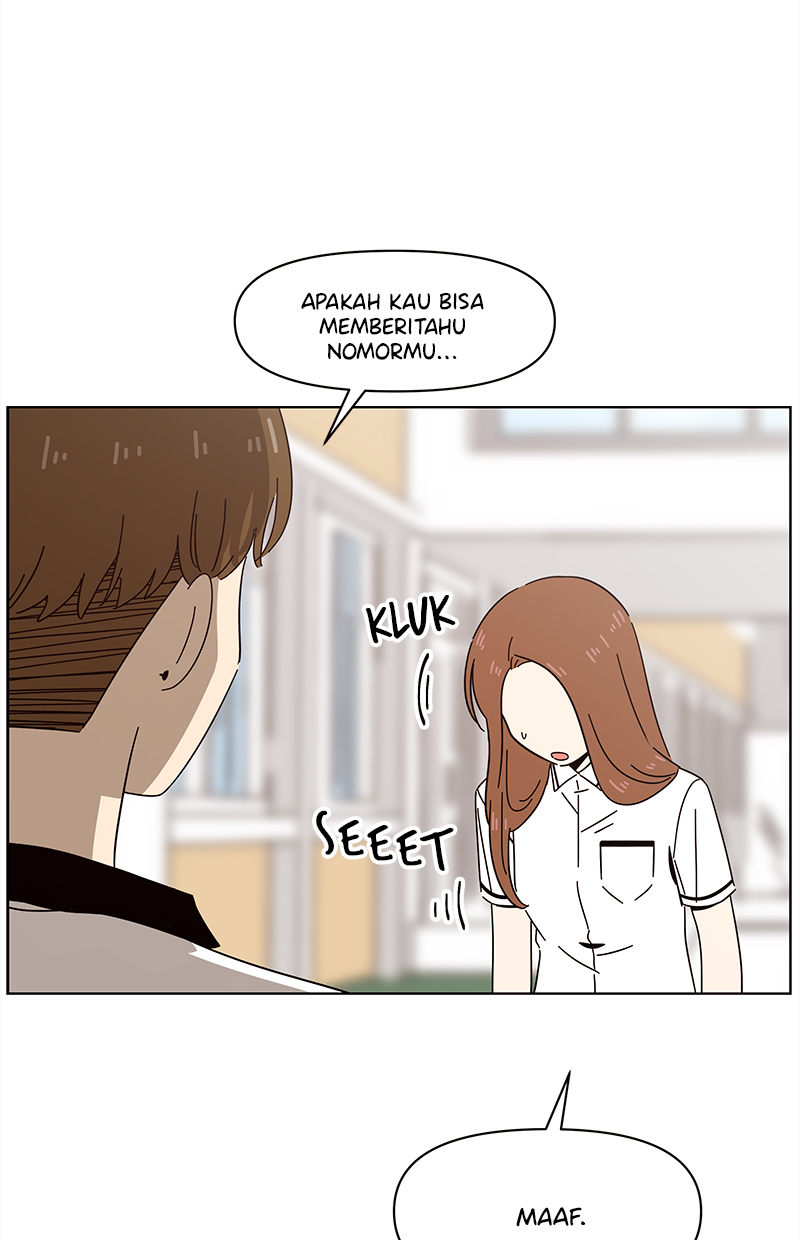 APAKAH KAU BISA
MEMBERITAHU
NOMORMU...
KLUK
SEEET
MAAF.